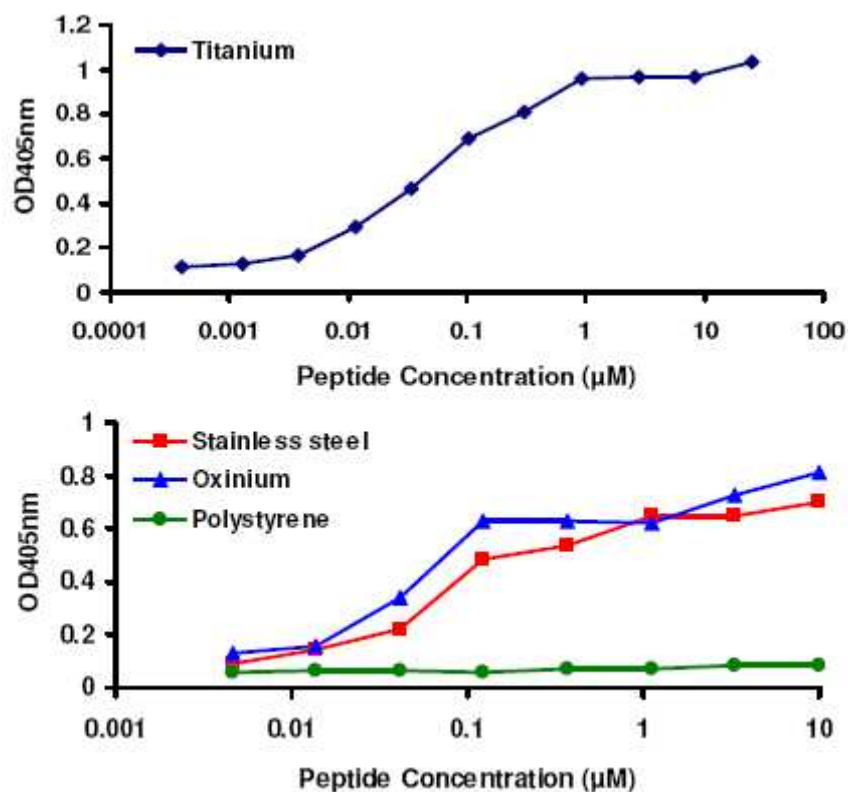 1.2
Titanium
1
0.8
0.6
0.4
0.2
0
OD405nm
0.0001 0.001 0.01 0.1 1 10 100
Peptide Concentration (µM)
1
Stainless steel
0.8
Oxinium
Polystyrene
0.6
0.4
0.2
0
OD405nm
0.001 0.01 0.1 1 10
Peptide Concentration (µM)